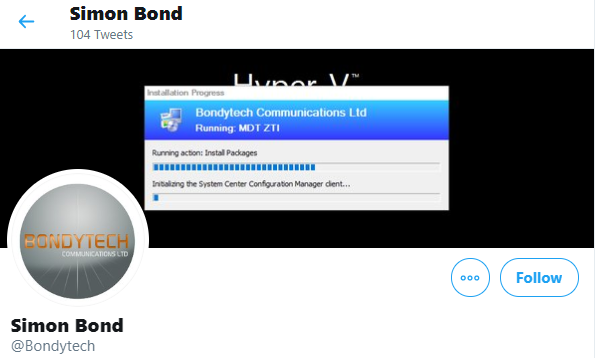 Simon Bond
104 Tweets
Hyper-V™
Installation Progress
Bondytech Communications Ltd
Running: MDT ZTI
Running action: Install Packages
Initializing the System Center Configuration Manager client...
BONDYTECH
COMMUNICATIONS LTD
Follow
Simon Bond
@Bondytech